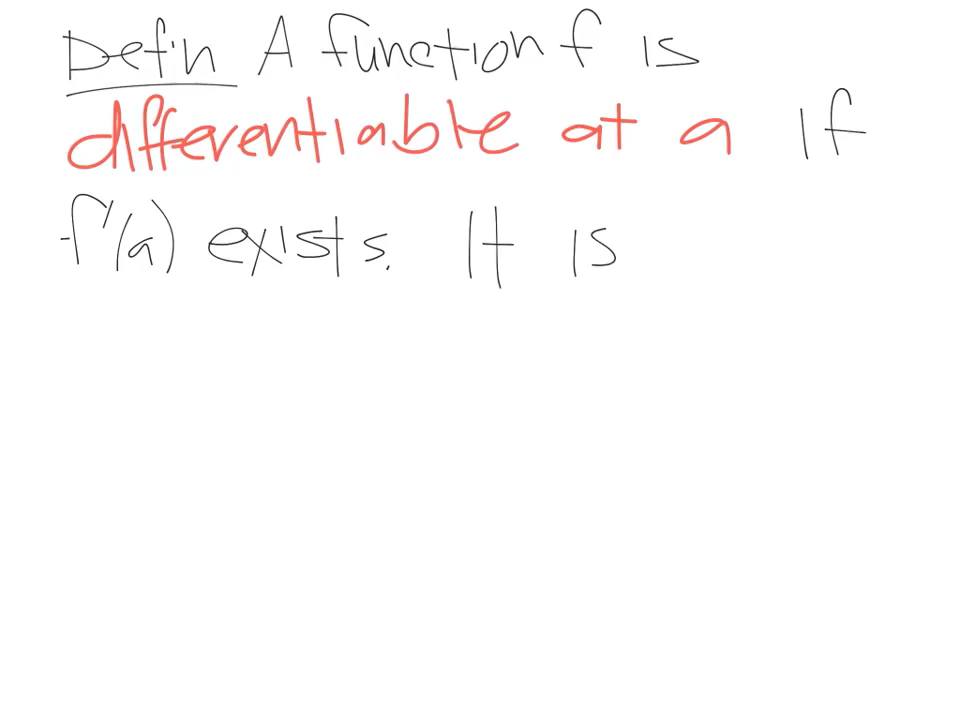 Def'n A function f is
differentiable at a if
f'(a) exists. It is